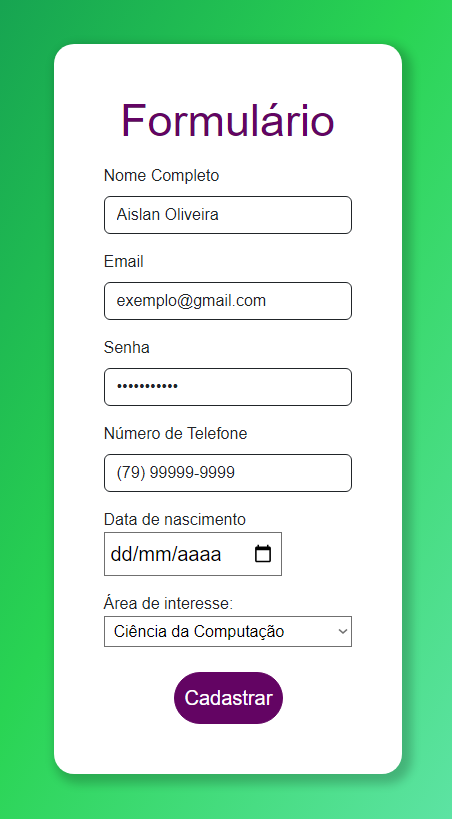 Formulário
Nome Completo
Aislan Oliveira
Email
exemplo@gmail.com
Senha
•••••••••••
Número de Telefone
(79) 99999-9999
Data de nascimento
dd/mm/aaaa
Área de interesse:
Ciência da Computação
Cadastrar